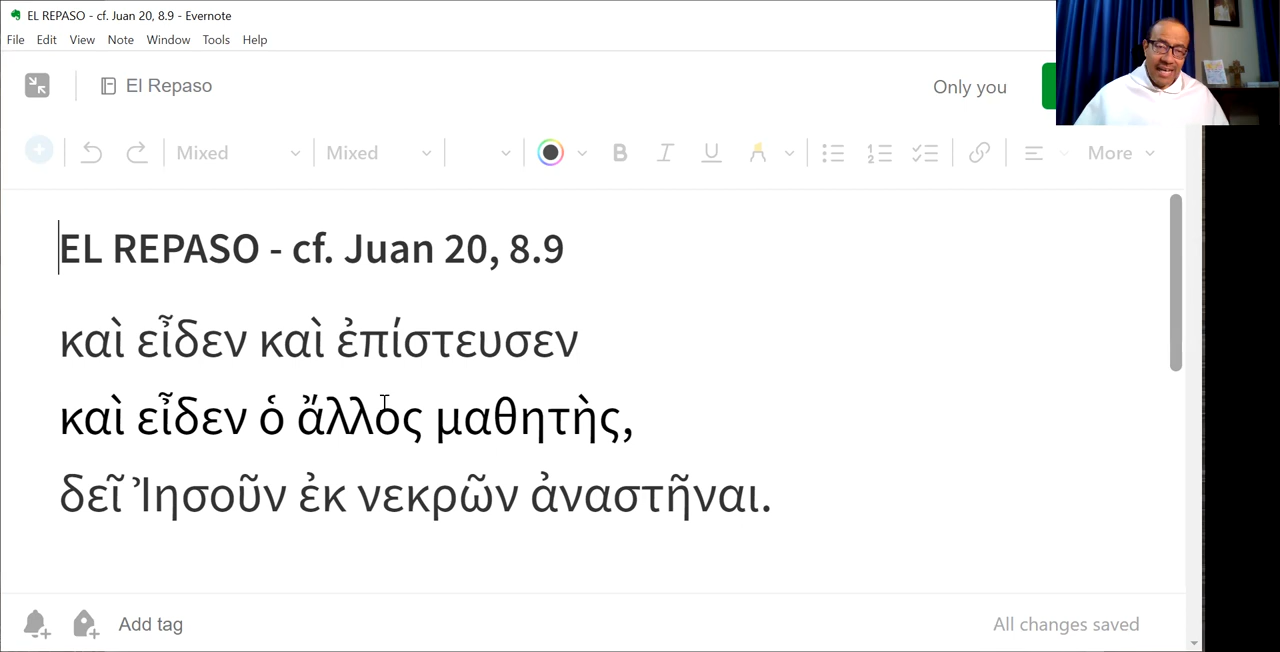 EL REPASO - cf. Juan 20, 8.9 - Evernote
File Edit View Note Window Tools Help
El Repaso
Only you
Mixed Mixed More
EL REPASO - cf. Juan 20, 8.9
καὶ εἶδεν καὶ ἐπίστευσεν
καὶ εἶδεν ὁ ἄλλος μαθητὴς,
δεῖ Ἰησοῦν ἐκ νεκρῶν ἀναστῆναι.
Add tag
All changes saved